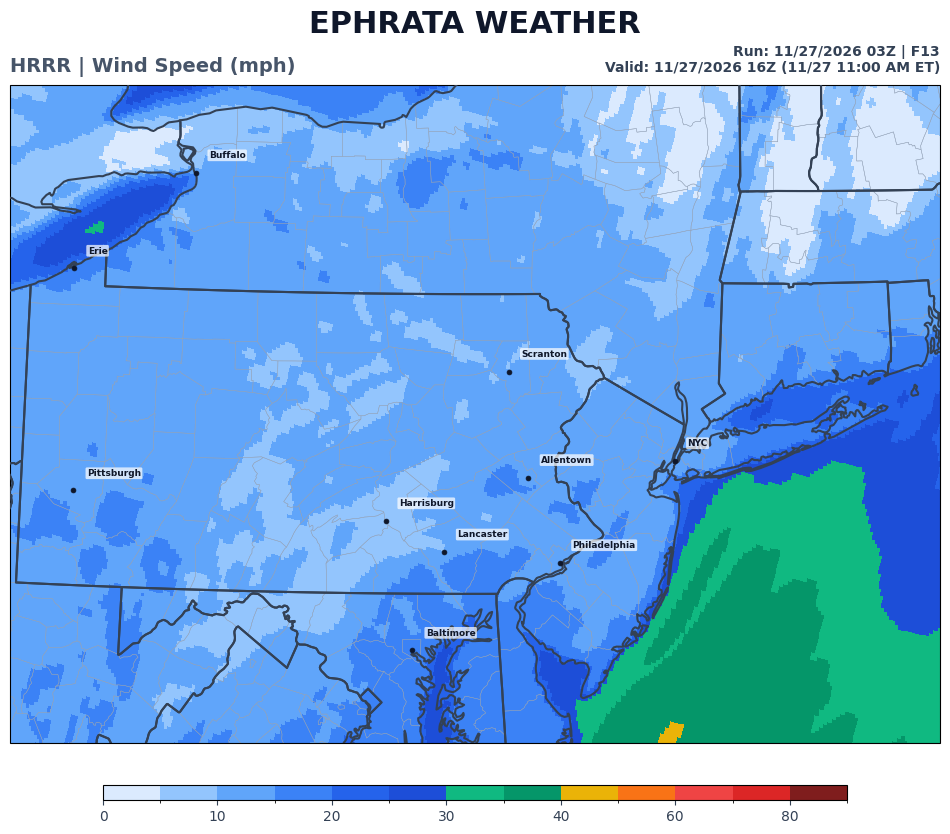 EPHRATA WEATHER
HRRR | Wind Speed (mph)
Run: 11/27/2026 03Z | F13
Valid: 11/27/2026 16Z (11/27 11:00 AM ET)
Buffalo
Erie
Scranton
NYC
Allentown
Pittsburgh
Harrisburg
Lancaster
Philadelphia
Baltimore
0 10 20 30 40 60 80